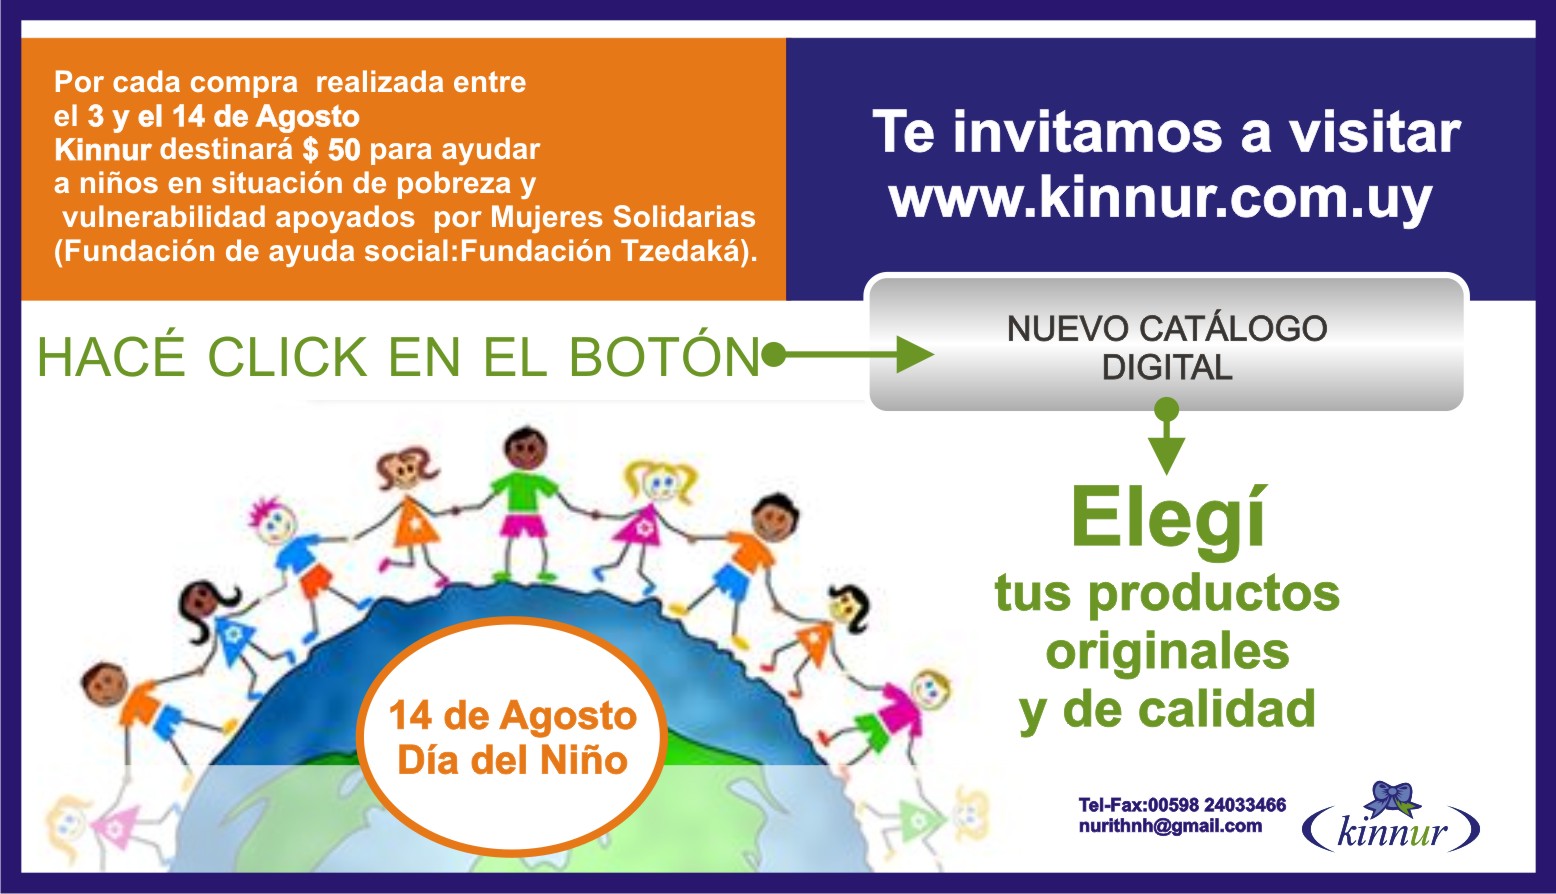 Por cada compra realizada entre
el 3 y el 14 de Agosto
Kinnur destinará $ 50 para ayudar
a niños en situación de pobreza y
vulnerabilidad apoyados por Mujeres Solidarias
(Fundación de ayuda social:Fundación Tzedaká).
Te invitamos a visitar
www.kinnur.com.uy
HACÉ CLICK EN EL BOTÓN
NUEVO CATÁLOGO
DIGITAL
Elegí
tus productos
originales
y de calidad
14 de Agosto
Día del Niño
Tel-Fax:00598 24033466
nurithnh@gmail.com
kinnur